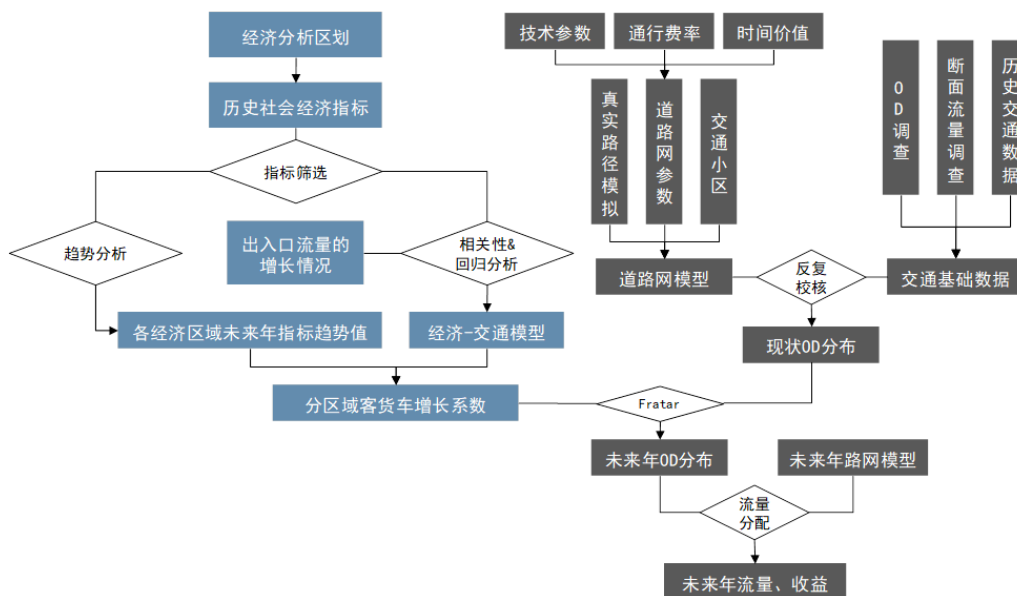 经济分析区划
历史社会经济指标
指标筛选
趋势分析
出入口流量的
增长情况
相关性&
回归分析
各经济区域未来年指标趋势值
经济-交通模型
分区域客货车增长系数
技术参数
通行费率
时间价值
真实路径模拟
道路网参数
交通小区
OD调查
断面流量调查
历史交通数据
道路网模型
反复
校核
交通基础数据
现状OD分布
Fratar
未来年OD分布
未来年路网模型
流量
分配
未来年流量、收益